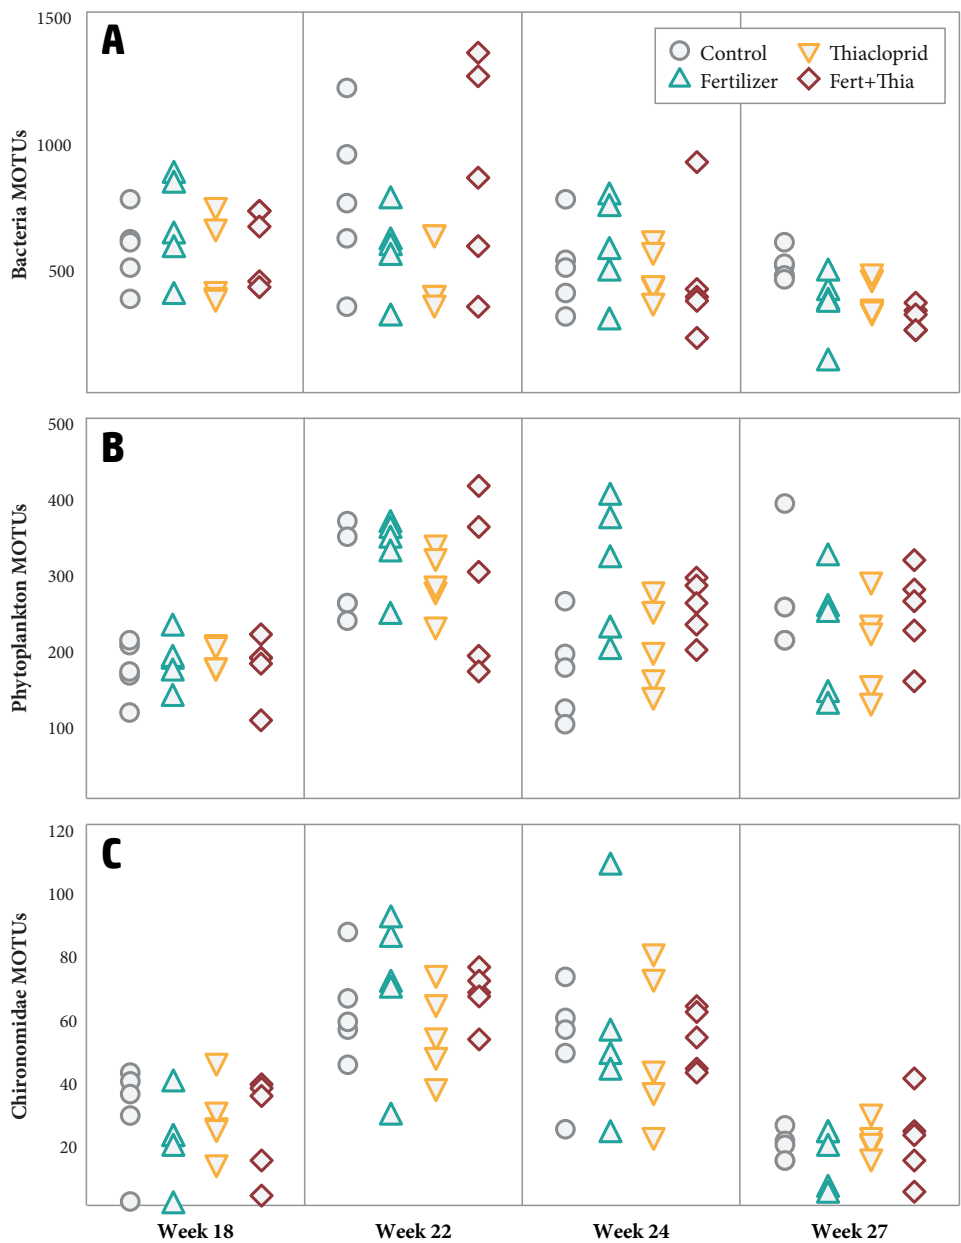 A
1500
1000
500
Bacteria MOTUs
Control
Thiacloprid
Fertilizer
Fert+Thia
B
500
400
300
200
100
Phytoplankton MOTUs
C
120
100
80
60
40
20
Chironomidae MOTUs
Week 18
Week 22
Week 24
Week 27